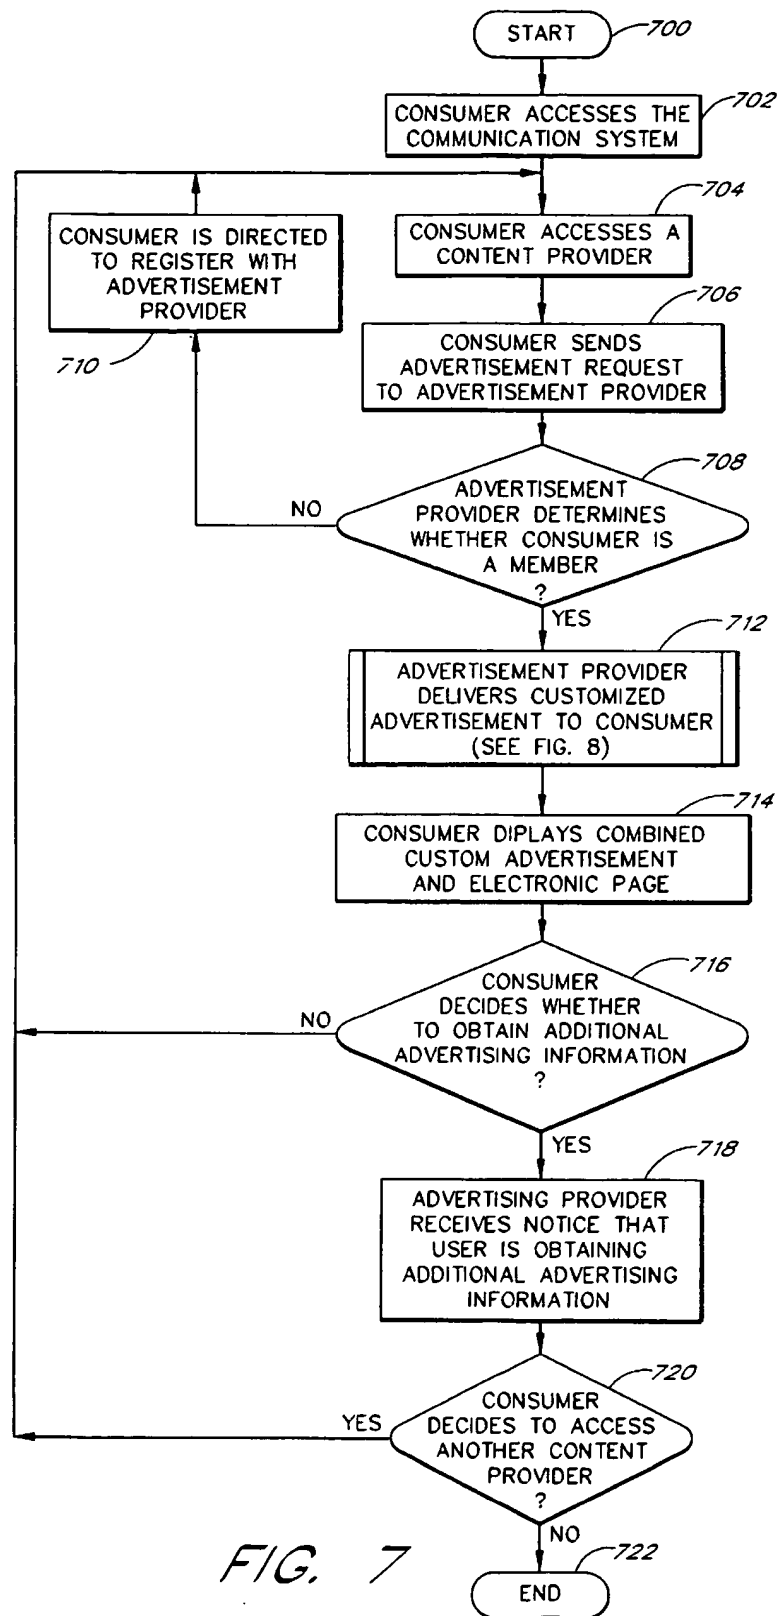 START
700
CONSUMER ACCESSES THE
COMMUNICATION SYSTEM
702
CONSUMER IS DIRECTED
TO REGISTER WITH
ADVERTISEMENT
PROVIDER
710
CONSUMER ACCESSES A
CONTENT PROVIDER
704
CONSUMER SENDS
ADVERTISEMENT REQUEST
TO ADVERTISEMENT PROVIDER
706
ADVERTISEMENT
PROVIDER DETERMINES
WHETHER CONSUMER IS
A MEMBER
?
708
NO
YES
ADVERTISEMENT PROVIDER
DELIVERS CUSTOMIZED
ADVERTISEMENT TO CONSUMER
(SEE FIG. 8)
712
CONSUMER DIPLAYS COMBINED
CUSTOM ADVERTISEMENT
AND ELECTRONIC PAGE
714
CONSUMER
DECIDES WHETHER
TO OBTAIN ADDITIONAL
ADVERTISING INFORMATION
?
716
NO
YES
ADVERTISING PROVIDER
RECEIVES NOTICE THAT
USER IS OBTAINING
ADDITIONAL ADVERTISING
INFORMATION
718
CONSUMER
DECIDES TO ACCESS
ANOTHER CONTENT
PROVIDER
?
720
YES
NO
END
722
FIG. 7